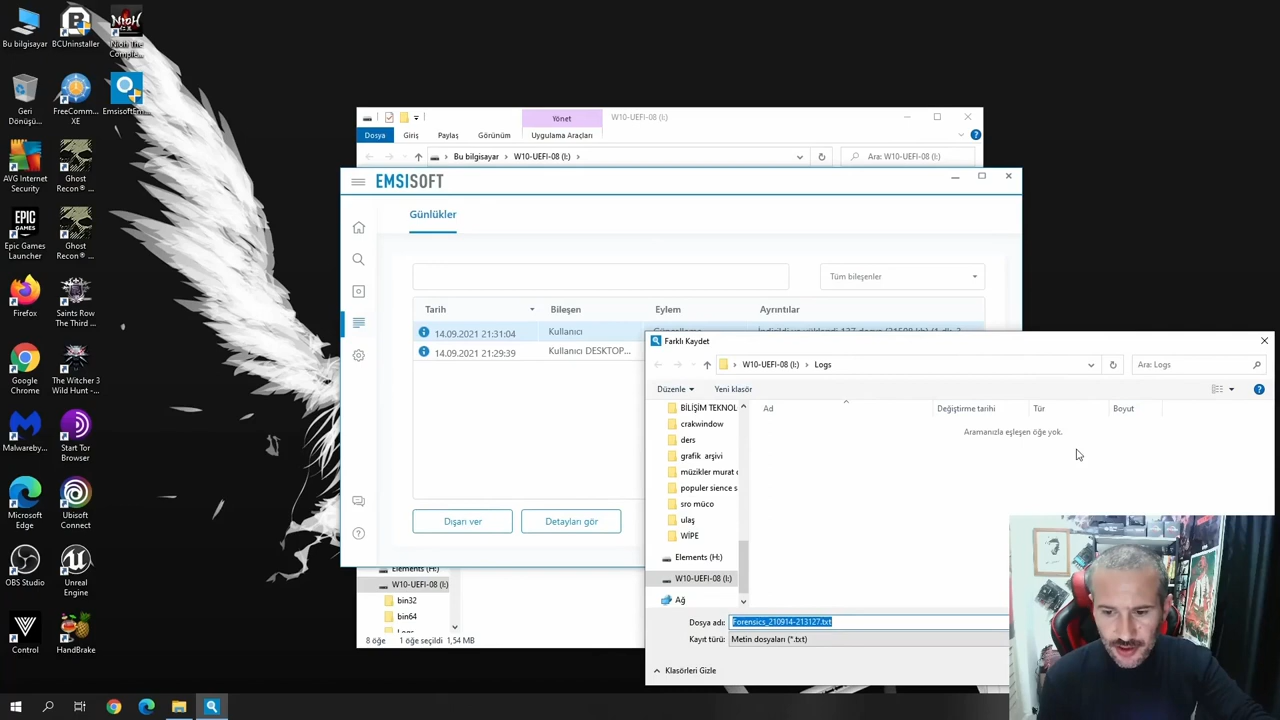 Bu bilgisayar
BCUninstaller
Nioh The
Comple...
Geri
Dönüşü...
FreeComm...
XE
EmsisoftEm...
AVG Internet
Security
Ghost
Recon® ...
Epic Games
Launcher
Ghost
Recon® ...
Firefox
Saints Row
The Third ...
Google
Chrome
The Witcher 3
Wild Hunt -...
Malwareby...
Start Tor
Browser
Microsoft
Edge
Ubisoft
Connect
OBS Studio
Unreal
Engine
Control
HandBrake
Yönet
W10-UEFI-08 (I:)
Dosya
Giriş
Paylaş
Görünüm
Uygulama Araçları
Bu bilgisayar
W10-UEFI-08 (I:)
Ara: W10-UEFI-08 (I:)
EMSISOFT
Günlükler
Tüm bileşenler
Tarih
Bileşen
Eylem
Ayrıntılar
14.09.2021 21:31:04
Kullanıcı
14.09.2021 21:29:39
Kullanıcı DESKTOP...
Dışarı ver
Detayları gör
Elements (H:)
W10-UEFI-08 (I:)
bin32
bin64
8 öğe
1 öğe seçildi
1,54 MB
Farklı Kaydet
W10-UEFI-08 (I:)
Logs
Ara: Logs
Düzenle
Yeni klasör
BİLİŞİM TEKNOL
crakwindow
ders
grafik arşivi
müzikler murat
populer sience s
sro müco
ulaş
WİPE
Elements (H:)
W10-UEFI-08 (I:)
Ağ
Ad
Değiştirme tarihi
Tür
Boyut
Aramanızla eşleşen öğe yok.
Dosya adı:
Forensics_210914-213127.txt
Kayıt türü:
Metin dosyaları (*.txt)
Klasörleri Gizle